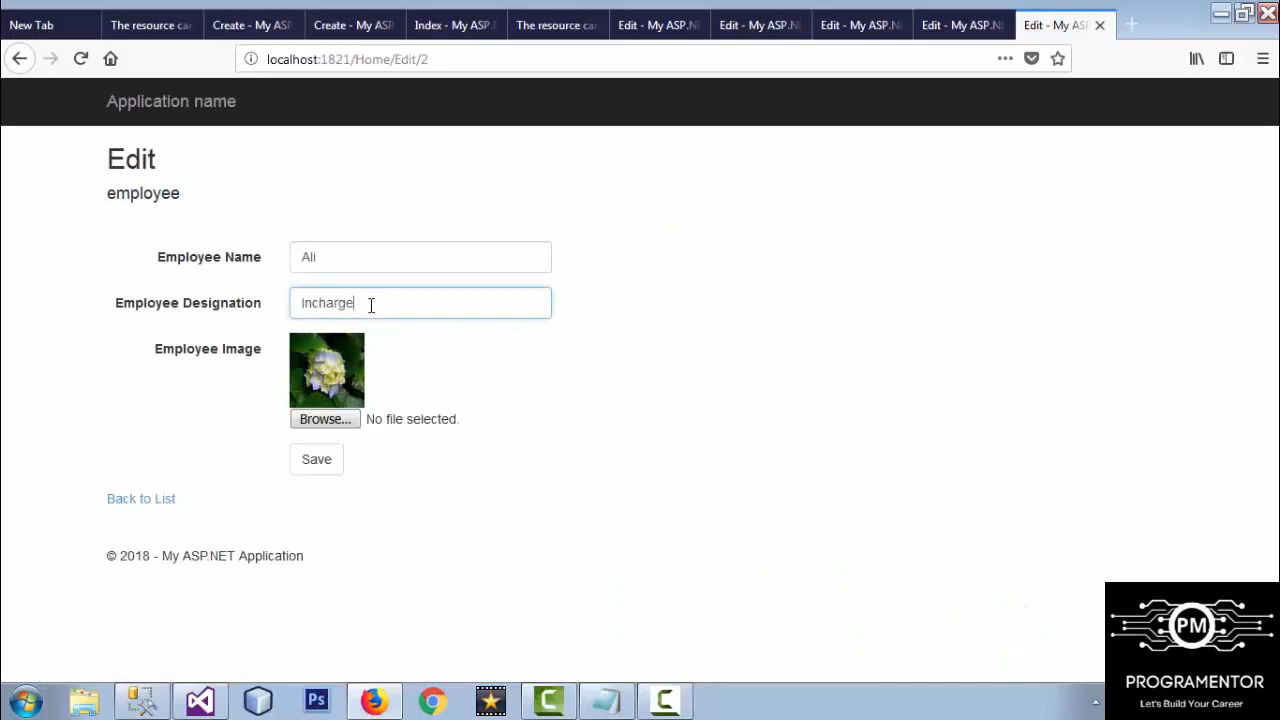 New Tab
The resource ca
Create - My ASP
Create - My ASP
Index - My ASP.
The resource ca
Edit - My ASP.N
Edit - My ASP.N
Edit - My ASP.N
Edit - My ASP.N
Edit - My ASP
localhost:1821/Home/Edit/2
Application name
Edit
employee
Employee Name Ali
Employee Designation Incharge
Employee Image
Browse... No file selected.
Save
Back to List
© 2018 - My ASP.NET Application
Ps
PM
PROGRAMENTOR
Let's Build Your Career